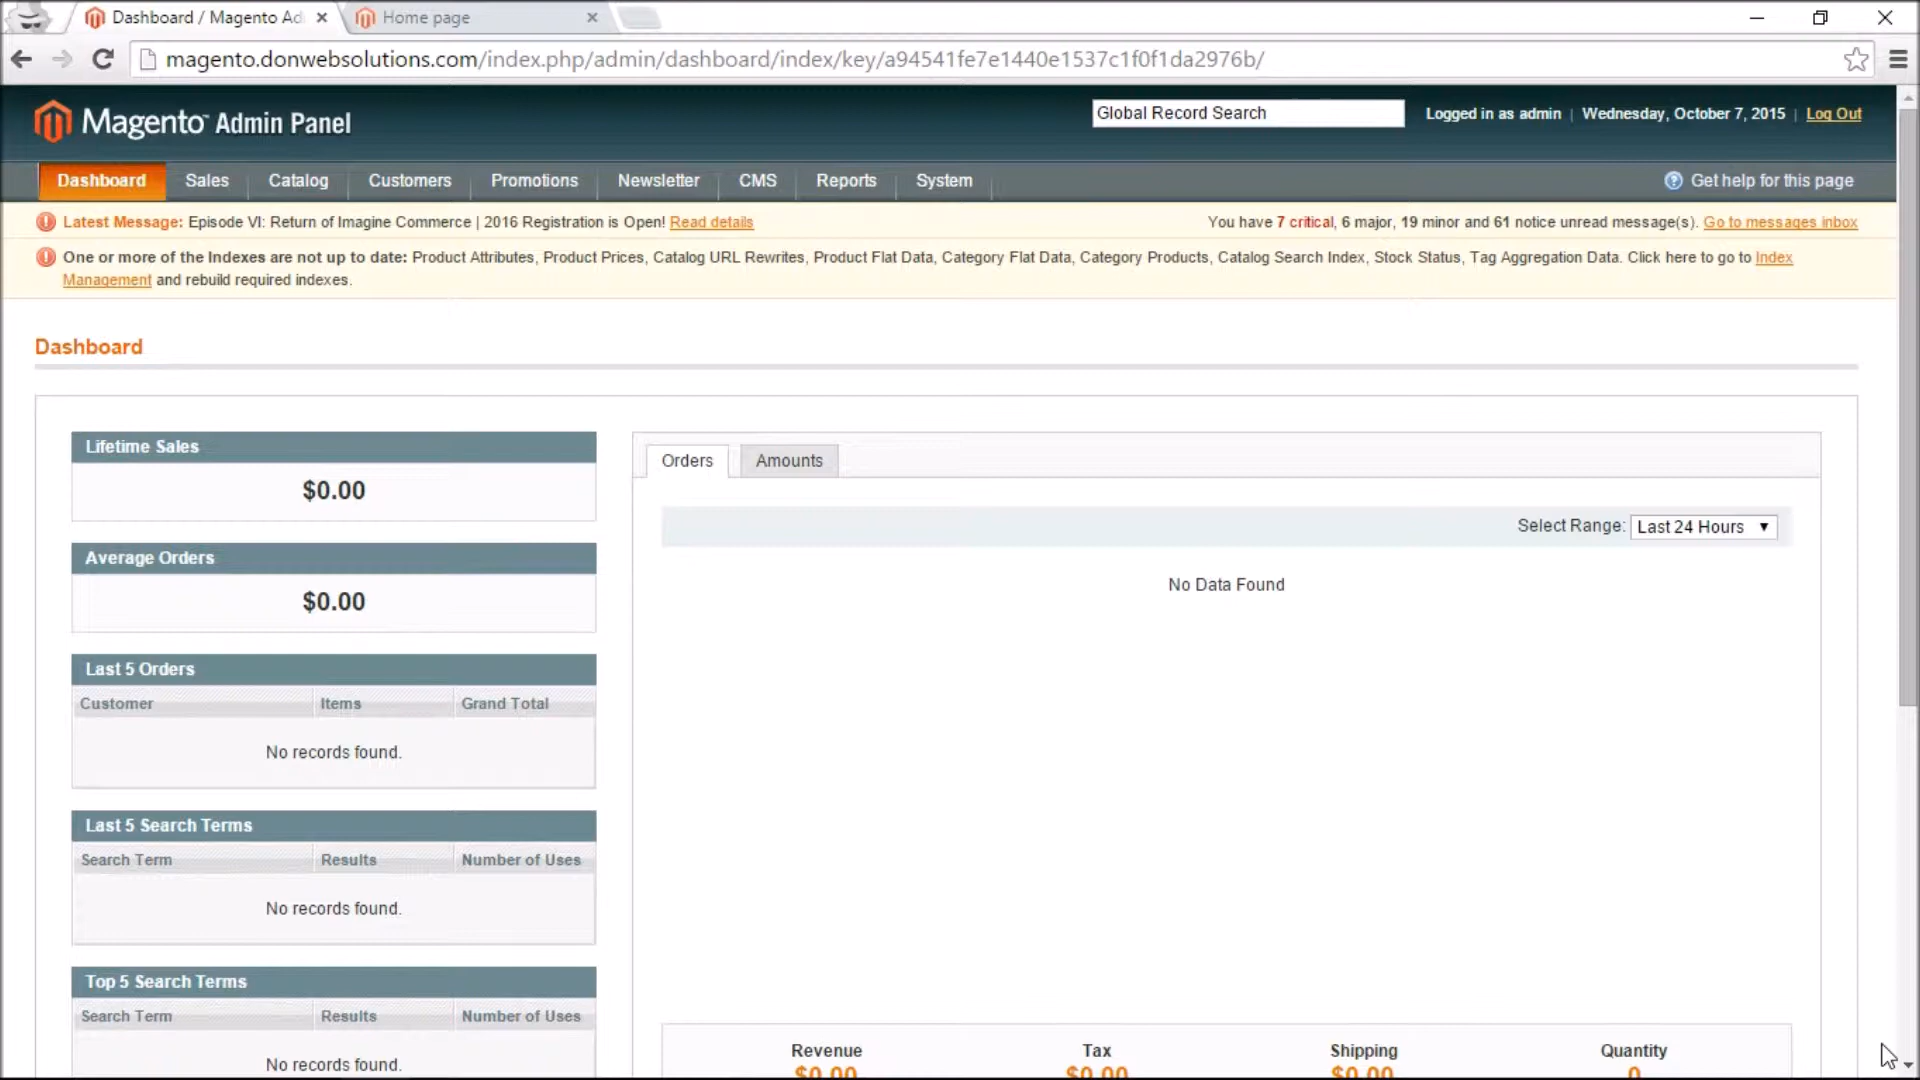 Dashboard / Magento Ad
Home page
magento.donwebsolutions.com/index.php/admin/dashboard/index/key/a94541fe7e1440e1537c1f0f1da2976b/
Magento™ Admin Panel
Global Record Search
Logged in as admin | Wednesday, October 7, 2015 | Log Out
Dashboard Sales Catalog Customers Promotions Newsletter CMS Reports System
Get help for this page
Latest Message: Episode VI: Return of Imagine Commerce | 2016 Registration is Open! Read details
You have 7 critical, 6 major, 19 minor and 61 notice unread message(s). Go to messages inbox
One or more of the Indexes are not up to date: Product Attributes, Product Prices, Catalog URL Rewrites, Product Flat Data, Category Flat Data, Category Products, Catalog Search Index, Stock Status, Tag Aggregation Data. Click here to go to Index
Management and rebuild required indexes.
Dashboard
Lifetime Sales
$0.00
Average Orders
$0.00
Last 5 Orders
Customer Items Grand Total
No records found.
Last 5 Search Terms
Search Term Results Number of Uses
No records found.
Top 5 Search Terms
Search Term Results Number of Uses
No records found.
Orders Amounts
Select Range: Last 24 Hours
No Data Found
Revenue Tax Shipping Quantity
$0.00 $0.00 $0.00 0